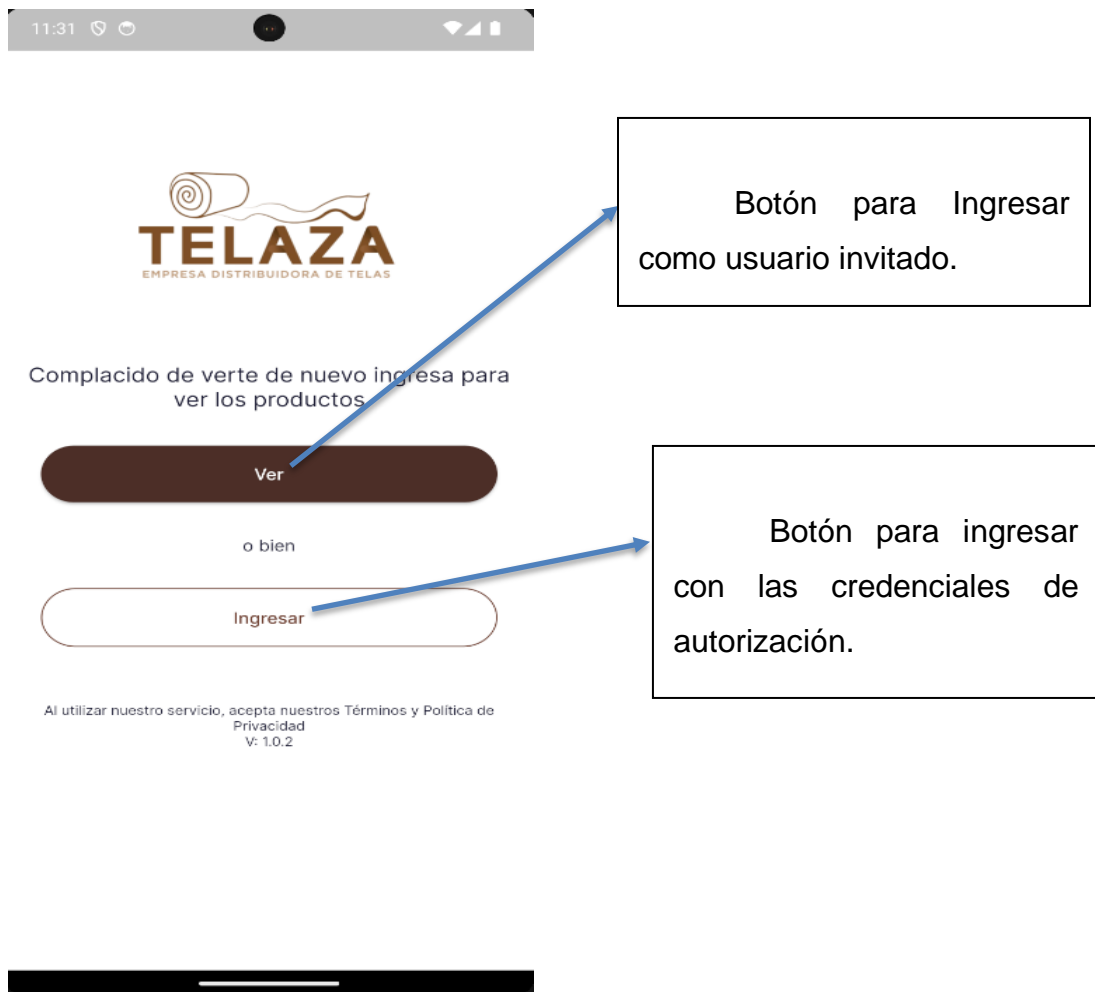 11:31
TELAZA
EMPRESA DISTRIBUIDORA DE TELAS
Complacido de verte de nuevo ingresa para
ver los productos
Ver
o bien
Ingresar
Al utilizar nuestro servicio, acepta nuestros Términos y Política de
Privacidad
V: 1.0.2
Botón para Ingresar
como usuario invitado.
Botón para ingresar
con las credenciales de
autorización.